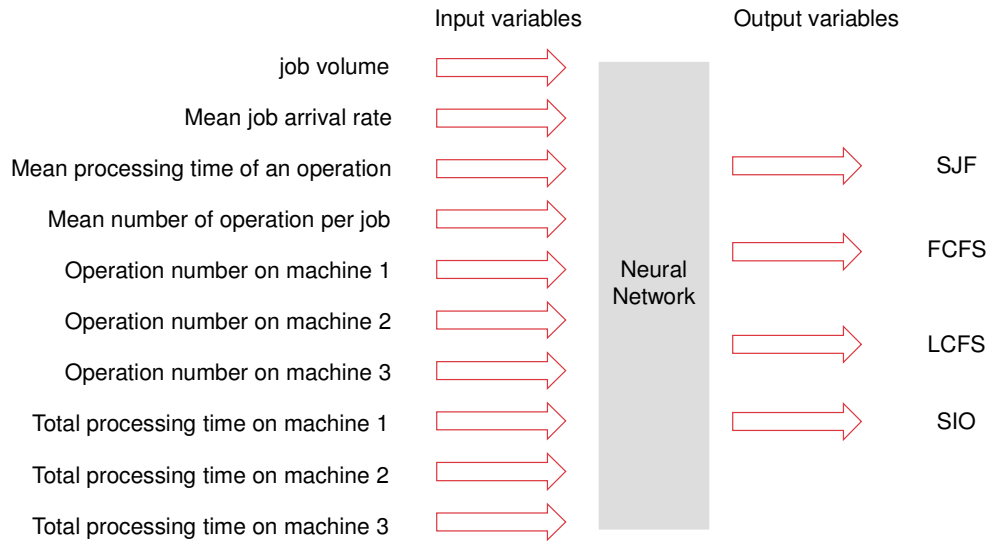 Input variables
Output variables
job volume
Mean job arrival rate
Mean processing time of an operation
Mean number of operation per job
Operation number on machine 1
Operation number on machine 2
Operation number on machine 3
Total processing time on machine 1
Total processing time on machine 2
Total processing time on machine 3
Neural
Network
SJF
FCFS
LCFS
SIO